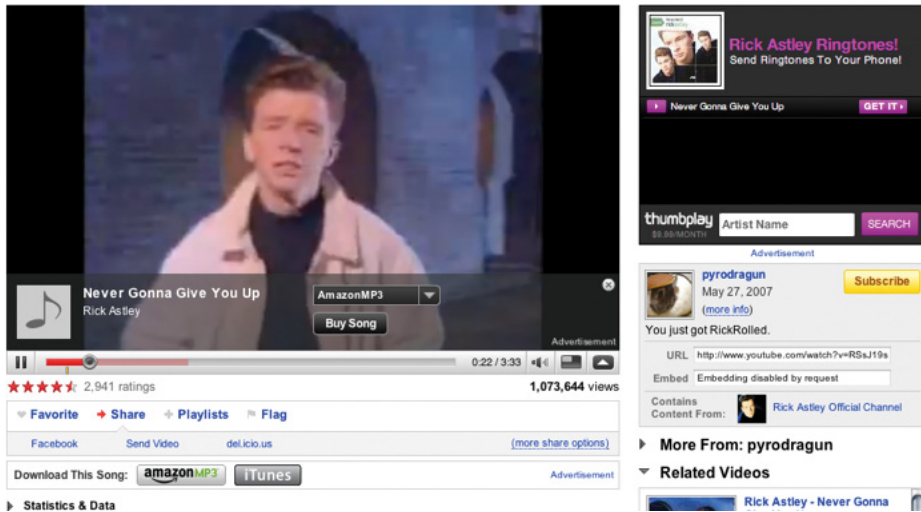 Never Gonna Give You Up
Rick Astley
AmazonMP3
Buy Song
Advertisement
0:22 / 3:33
2,941 ratings
1,073,644 views
Favorite Share Playlists Flag
Facebook Send Video del.icio.us (more share options)
Download This Song: amazonMP3 iTunes Advertisement
Statistics & Data
Rick Astley Ringtones!
Send Ringtones To Your Phone!
Never Gonna Give You Up GET IT
thumbplay Artist Name SEARCH
$9.99/MONTH
Advertisement
pyrodragun
May 27, 2007
(more info)
Subscribe
You just got RickRolled.
URL http://www.youtube.com/watch?v=RSsJ19s
Embed Embedding disabled by request
Contains
Content From: Rick Astley Official Channel
More From: pyrodragun
Related Videos
Rick Astley - Never Gonna